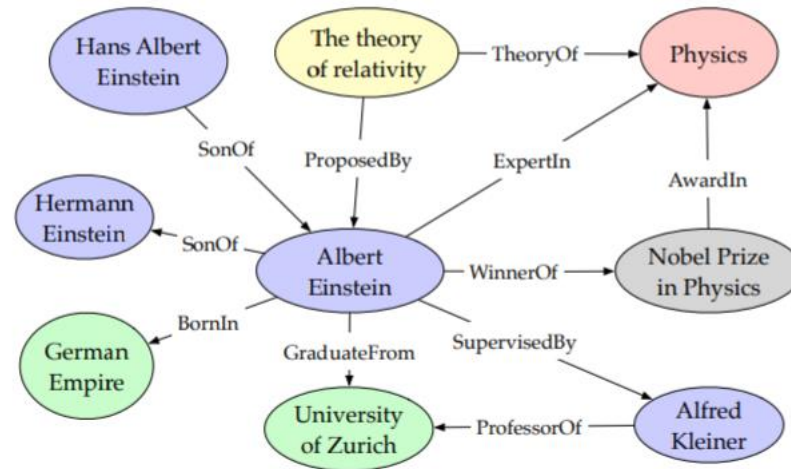 Hans Albert
Einstein
The theory
of relativity
TheoryOf
Physics
SonOf
ProposedBy
ExpertIn
AwardIn
Hermann
Einstein
SonOf
Albert
Einstein
WinnerOf
Nobel Prize
in Physics
BornIn
German
Empire
GraduateFrom
SupervisedBy
University
of Zurich
ProfessorOf
Alfred
Kleiner